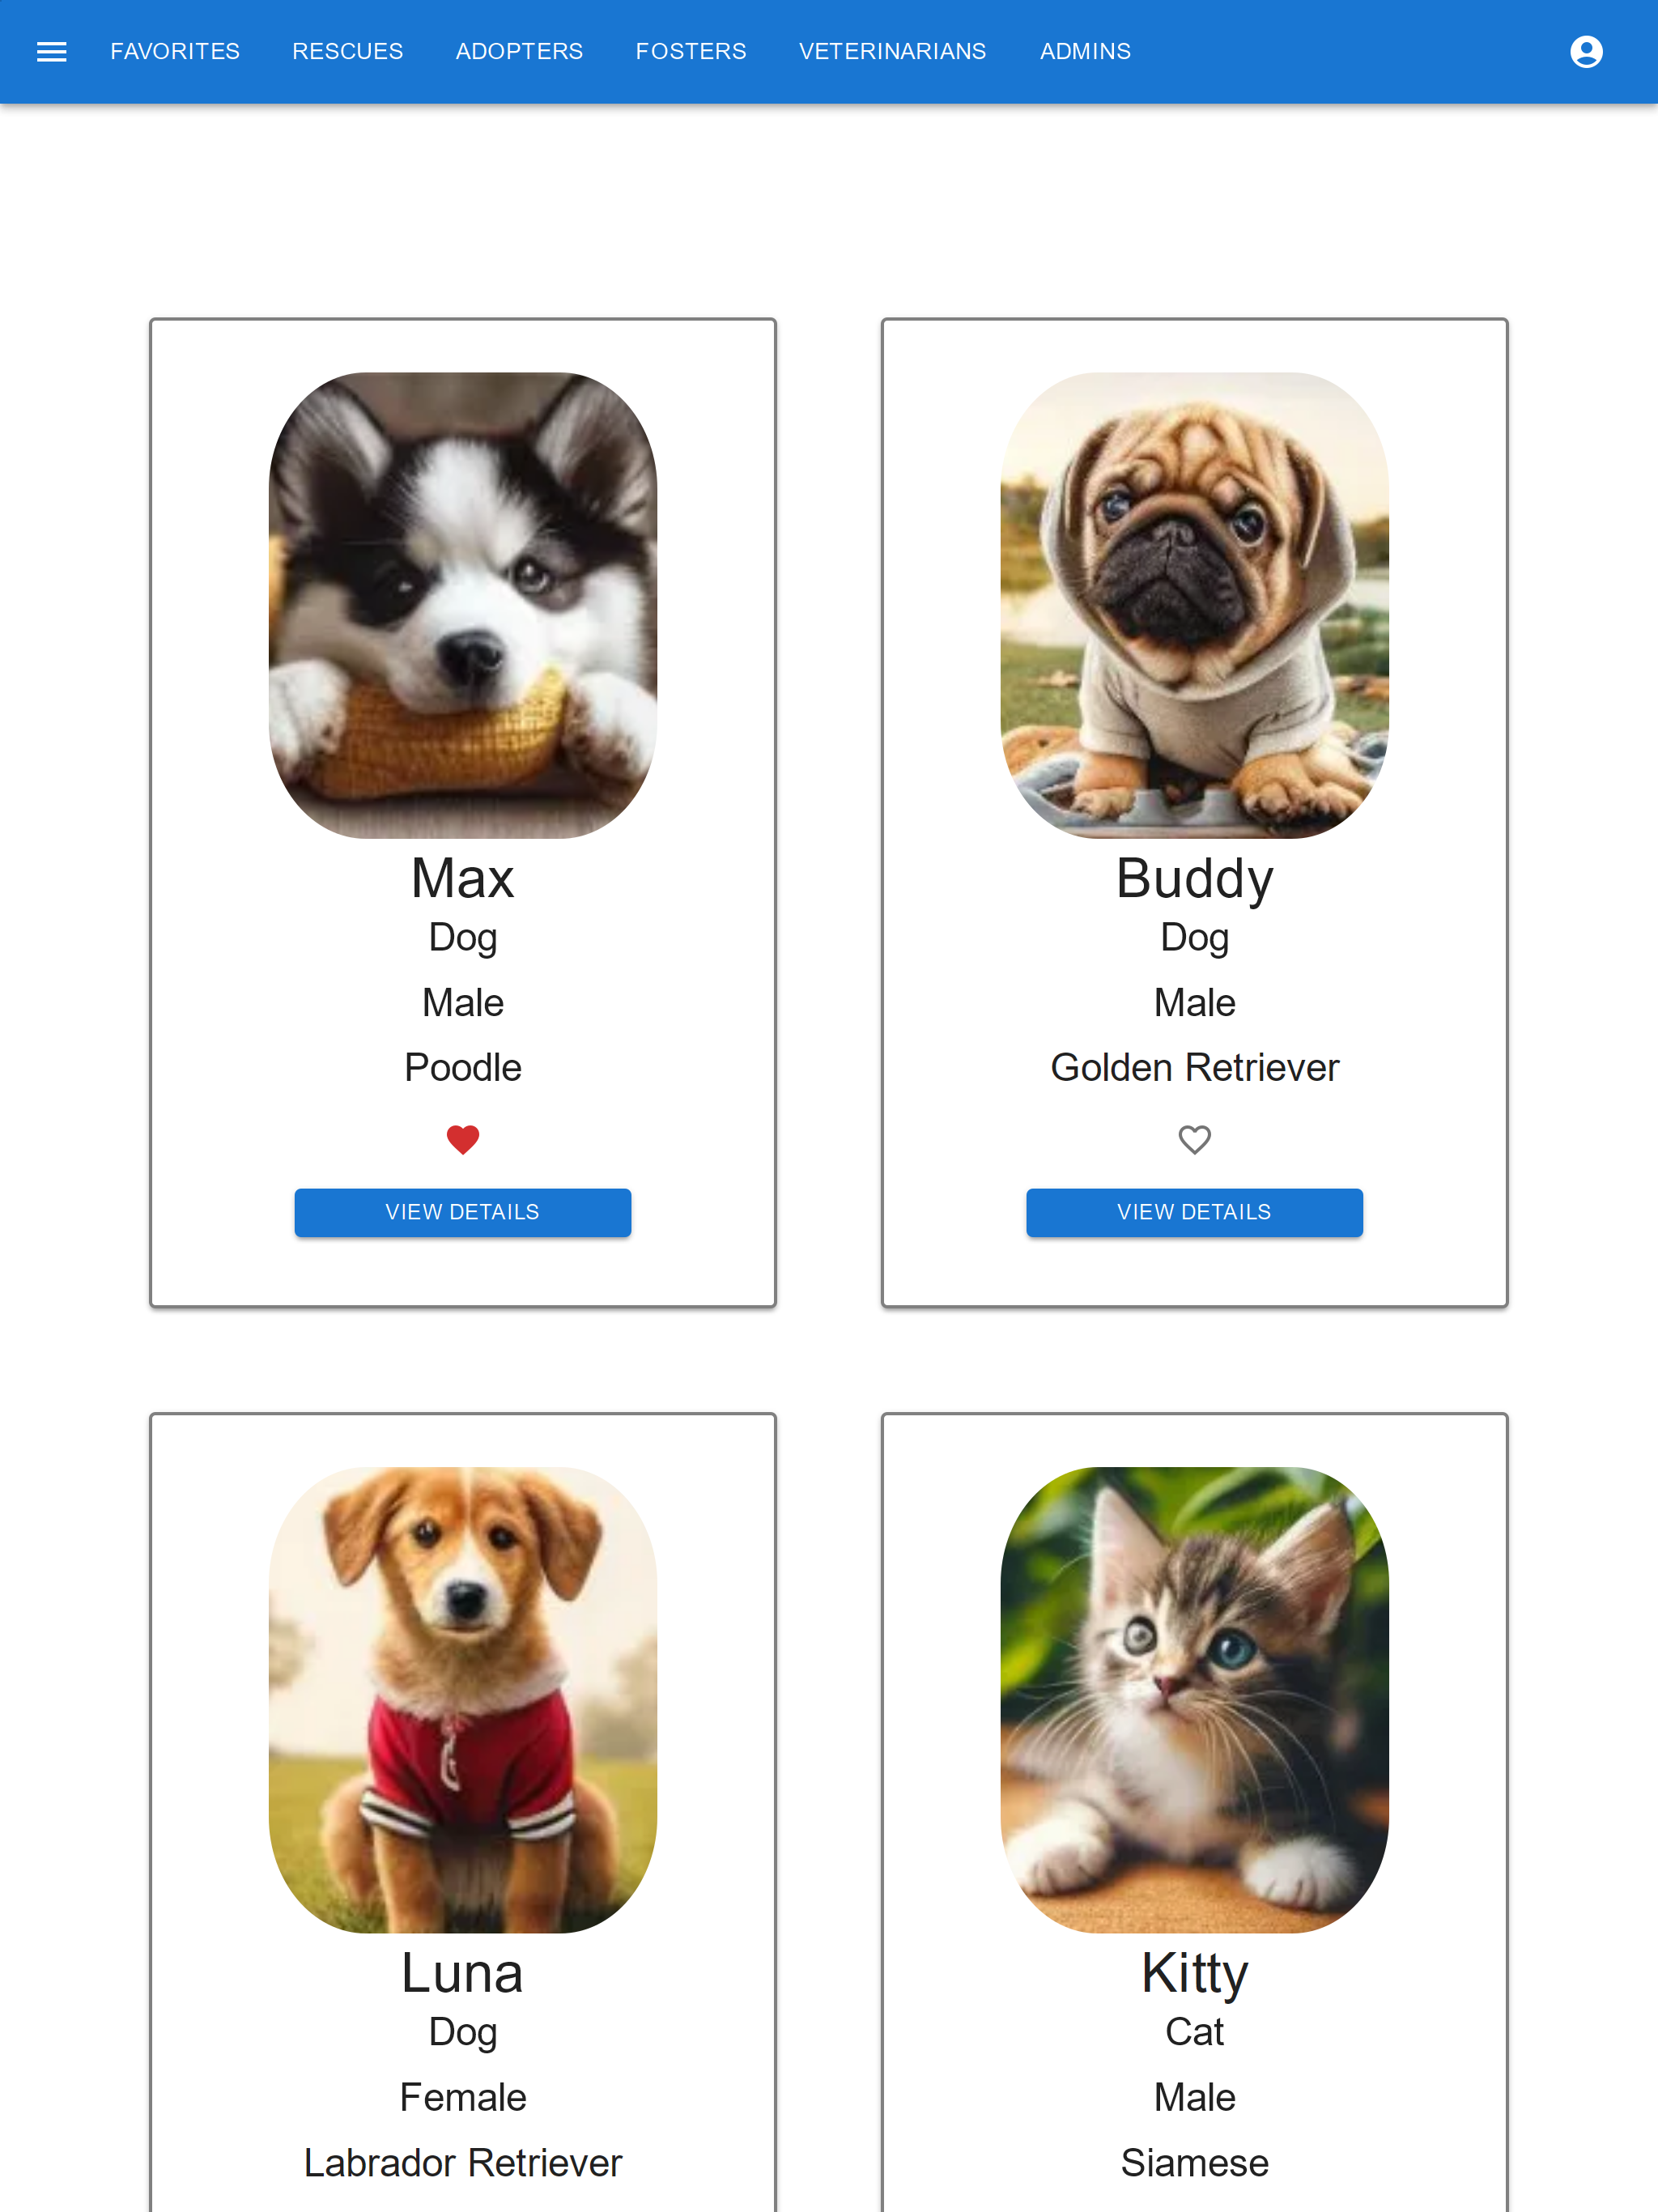 FAVORITES RESCUES ADOPTERS FOSTERS VETERINARIANS ADMINS
Max
Dog
Male
Poodle
VIEW DETAILS
Buddy
Dog
Male
Golden Retriever
VIEW DETAILS
Luna
Dog
Female
Labrador Retriever
Kitty
Cat
Male
Siamese